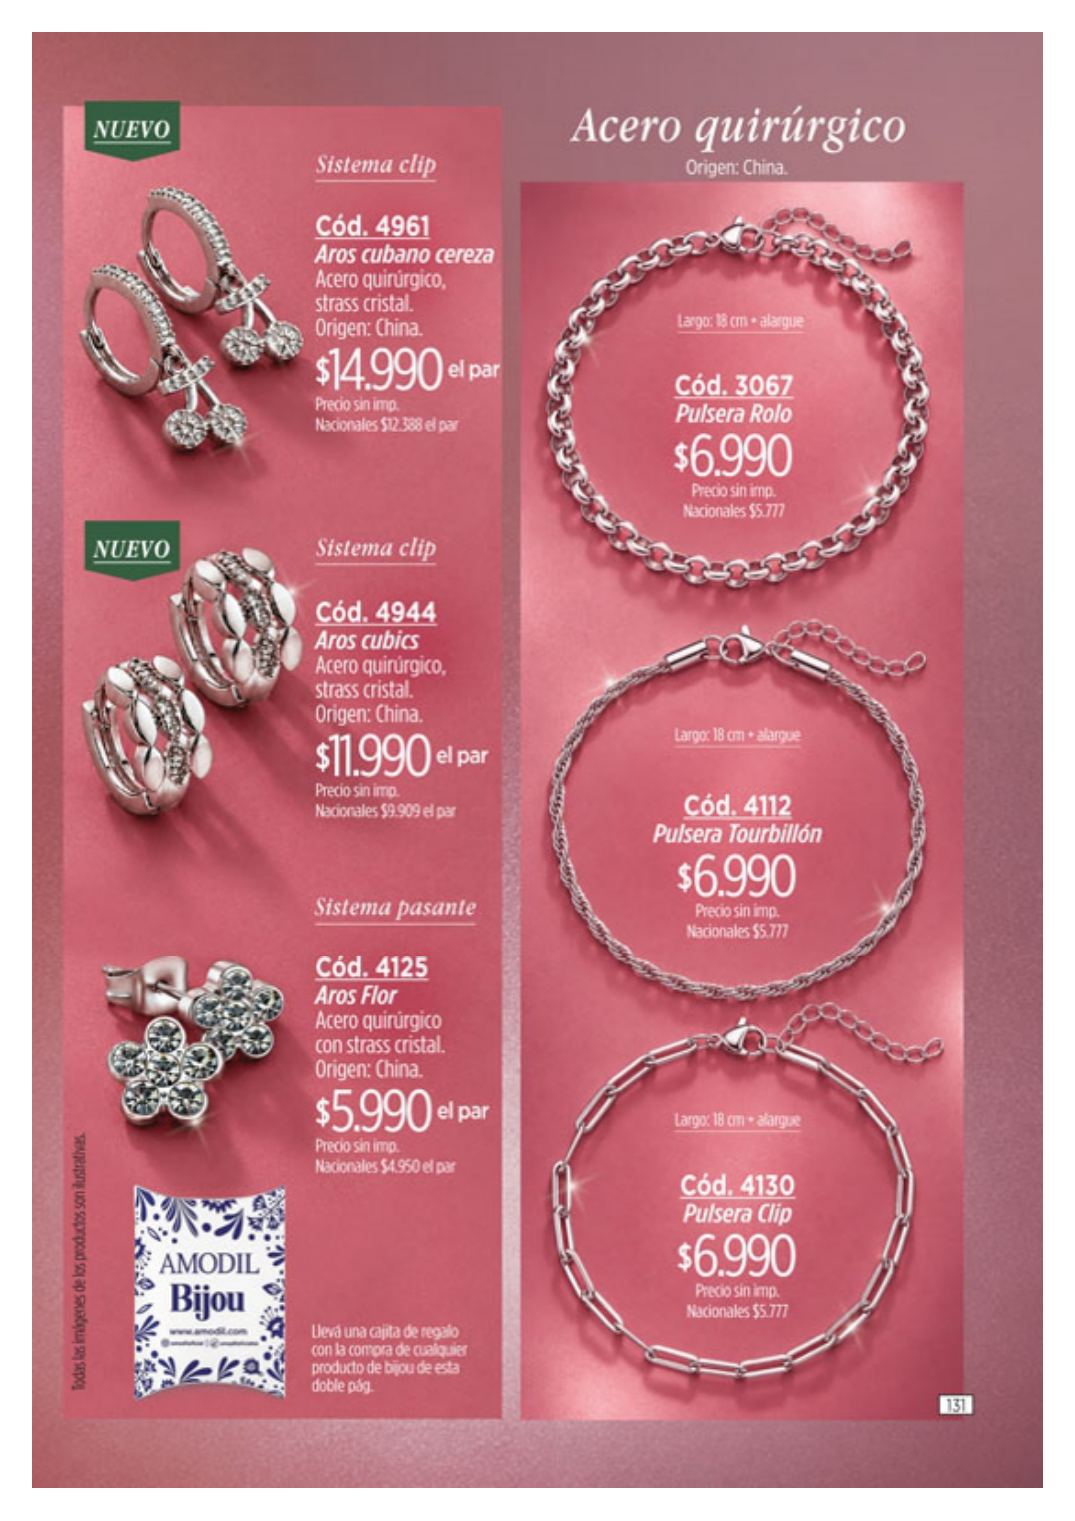 NUEVO
Sistema clip
Cód. 4961
Aros cubano cereza
Acero quirúrgico,
strass cristal.
Origen: China.
$14.990 el par
Precio sin imp.
Nacionales $12.388 el par
NUEVO
Sistema clip
Cód. 4944
Aros cubics
Acero quirúrgico,
strass cristal.
Origen: China.
$11.990 el par
Precio sin imp.
Nacionales $9.909 el par
Sistema pasante
Cód. 4125
Aros Flor
Acero quirúrgico
con strass cristal.
Origen: China.
$5.990 el par
Precio sin imp.
Nacionales $4.950 el par
Todas las imágenes de los productos son ilustrativas.
AMODIL
Bijou
www.amodil.com
Llevá una cajita de regalo
con la compra de cualquier
producto de bijou de esta
doble pág.
Acero quirúrgico
Origen: China.
Largo: 18 cm + alargue
Cód. 3067
Pulsera Rolo
$6.990
Precio sin imp.
Nacionales $5.777
Largo: 18 cm + alargue
Cód. 4112
Pulsera Tourbillón
$6.990
Precio sin imp.
Nacionales $5.777
Largo: 18 cm + alargue
Cód. 4130
Pulsera Clip
$6.990
Precio sin imp.
Nacionales $5.777
131